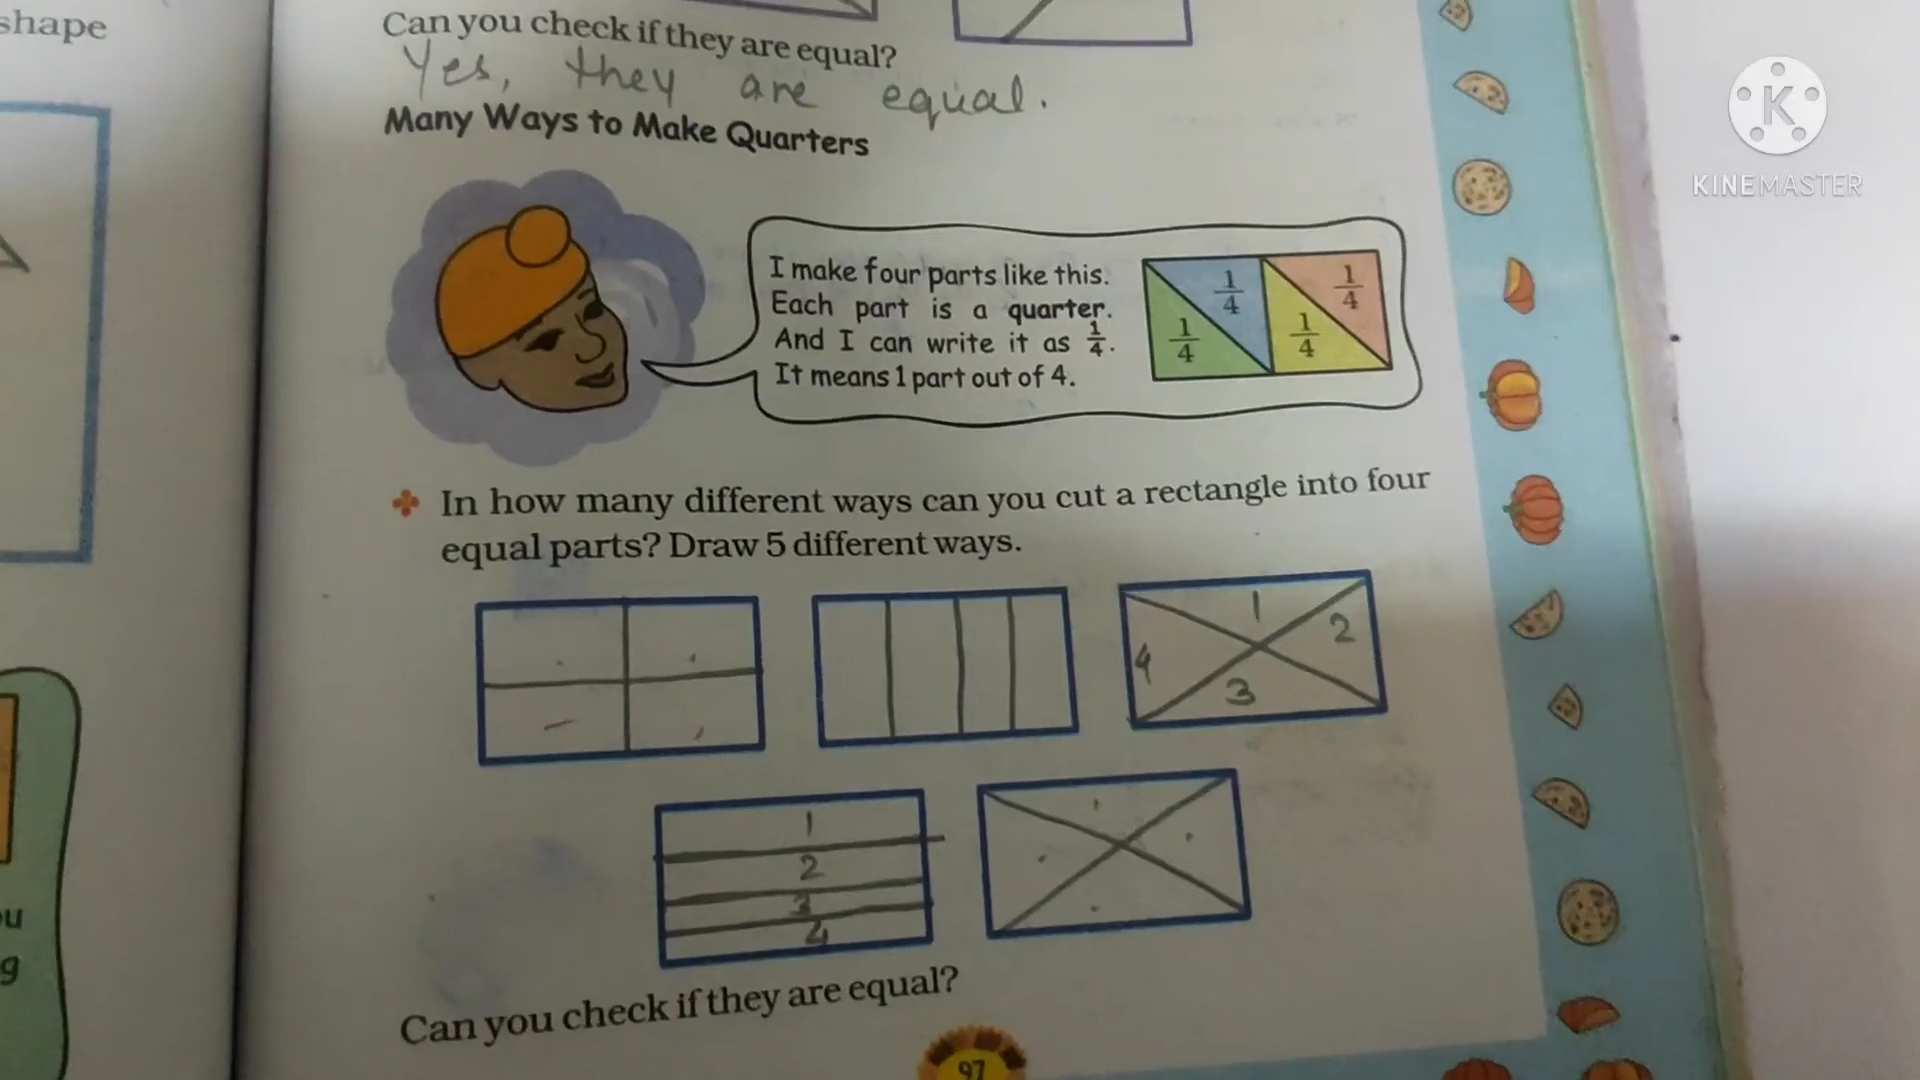 shape
Can you check if they are equal?
Yes, they are equal.
Many Ways to Make Quarters
K
KINEMASTER
I make four parts like this.
Each part is a quarter.
And I can write it as 1/4.
It means 1 part out of 4.
1/4
1/4
1/4
1/4
In how many different ways can you cut a rectangle into four
equal parts? Draw 5 different ways.
1
2
3
4
1
2
3
4
Can you check if they are equal?
97
g